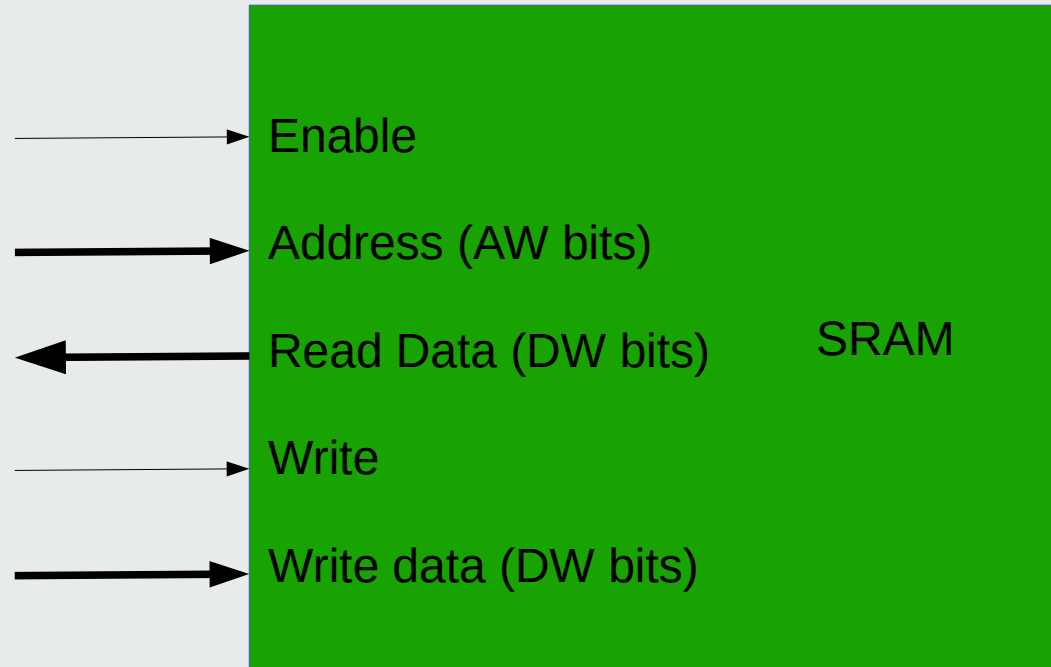 Enable
Address (AW bits)
Read Data (DW bits)
SRAM
Write
Write data (DW bits)